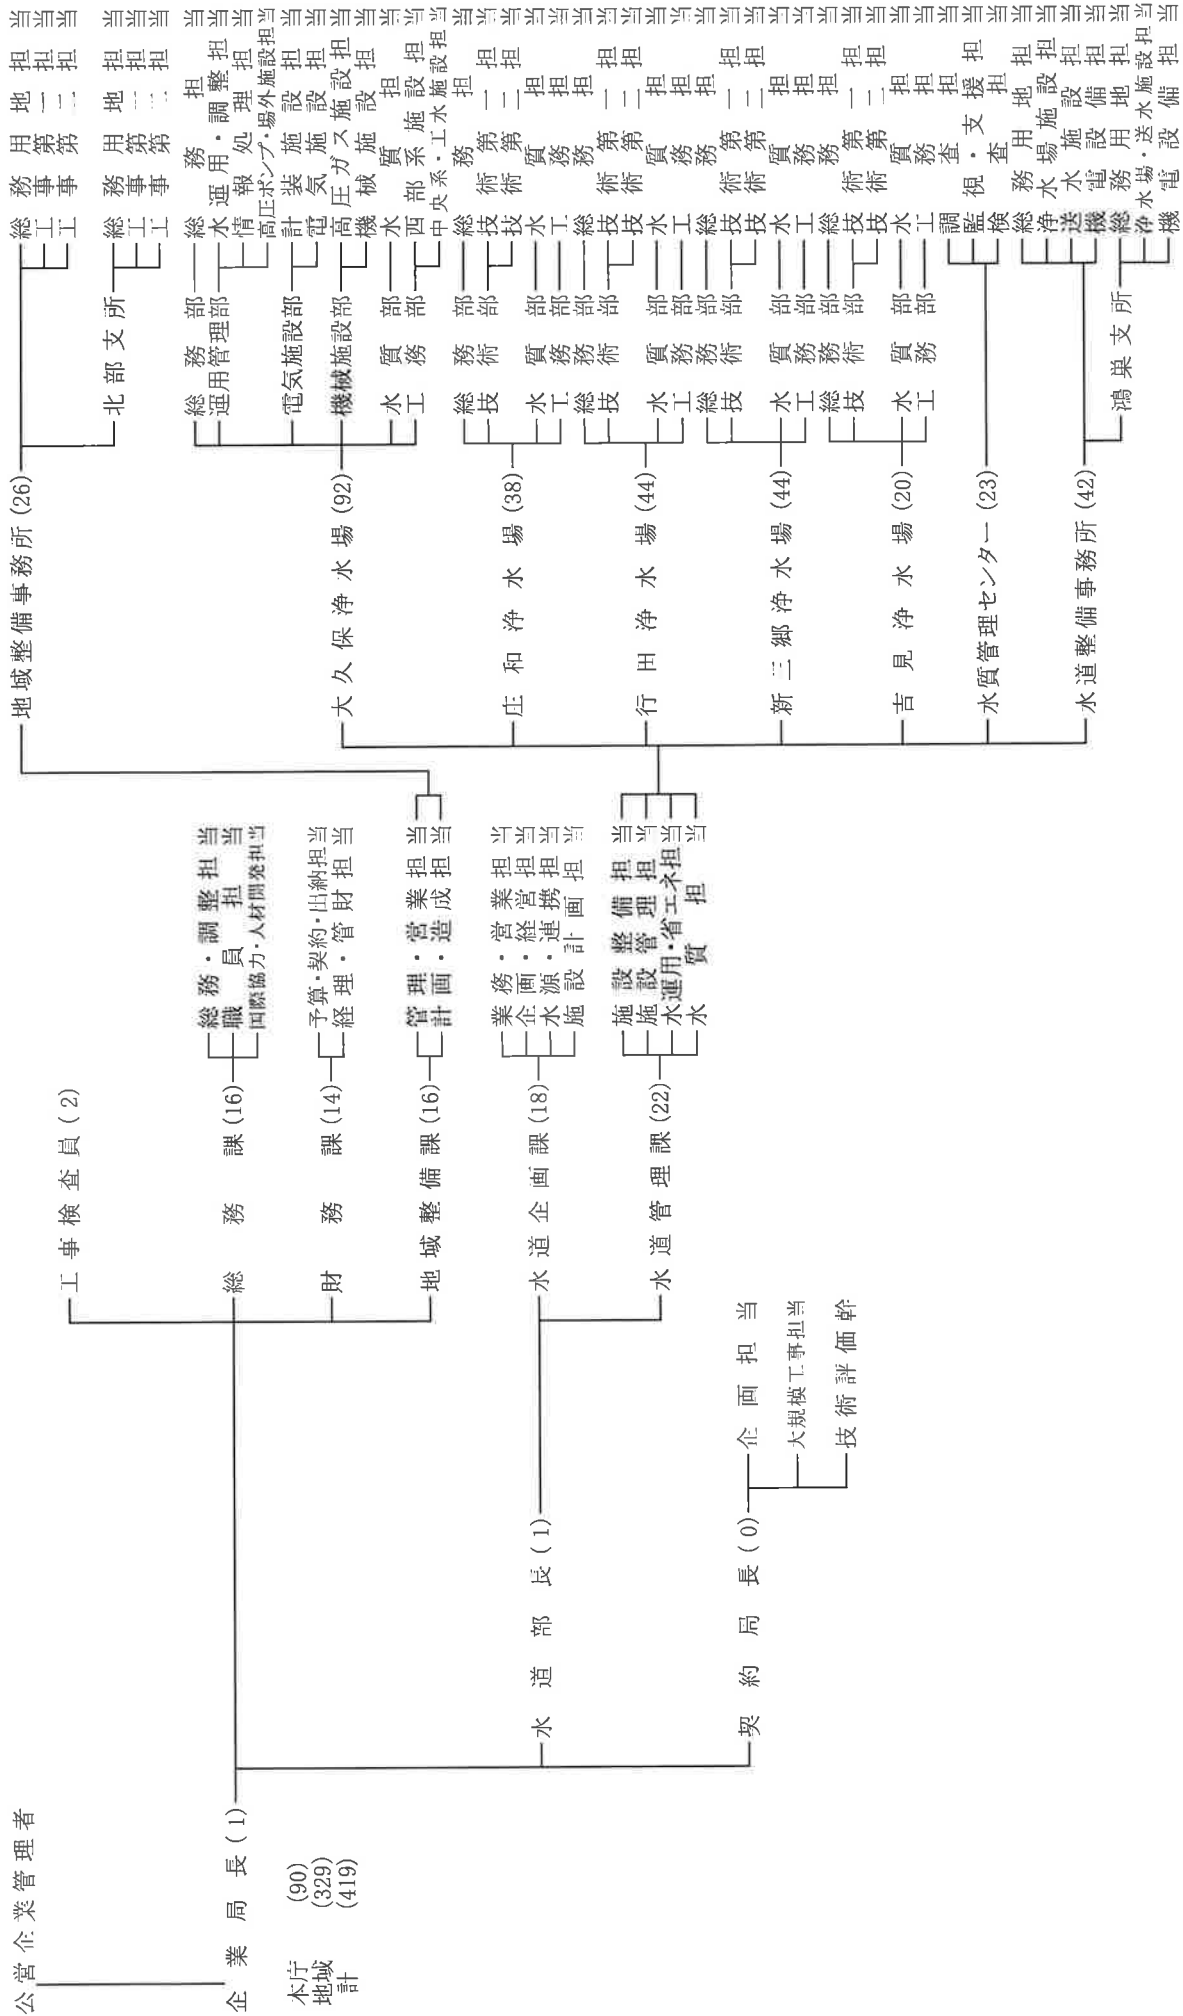 公営企業管理者
企業局長(1)
本庁 (90)
地域 (329)
計 (419)
工事検査員(2)
総務課(16)
総務・調整担当
職員担当
国際協力・人材開発担当
財務課(14)
予算・契約・出納担当
経理・管財担当
地域整備課(16)
管理・営業担当
計画・造成担当
地域整備事務所(26)
総務用地担当
工事第一担当
工事第二担当
北部支所
総務用地担当
工事第一担当
工事第二担当
水道部長(1)
水道企画課(18)
業務・営業担当
企画・経営担当
水源・連携担当
施設計画担当
水道管理課(22)
施設整備担当
施設管理担当
水運用・省エネ担当
水質担当
大久保浄水場(92)
総務部
総務担当
運用管理部
水運用・調整担当
情報処理担当
高圧ポンプ・場外施設担当
電気施設部
計装施設担当
電気施設担当
機械施設部
高圧ガス施設担当
機械施設担当
水質部
水質担当
工務部
西部系施設担当
中央系・工水施設担当
庄和浄水場(38)
総務部
総務担当
技術部
技術第一担当
技術第二担当
水質部
水質担当
工務部
工務担当
行田浄水場(44)
総務部
総務担当
技術部
技術第一担当
技術第二担当
水質部
水質担当
工務部
工務担当
新三郷浄水場(44)
総務部
総務担当
技術部
技術第一担当
技術第二担当
水質部
水質担当
工務部
工務担当
吉見浄水場(20)
総務部
総務担当
技術部
技術第一担当
技術第二担当
水質部
水質担当
工務部
工務担当
水質管理センター(23)
調査担当
監視・支援担当
検査担当
水道整備事務所(42)
総務用地担当
浄水場施設担当
送水施設担当
機電設備担当
鴻巣支所
総務用地担当
浄水場・送水施設担当
機電設備担当
契約局長(0)
企画担当
大規模工事担当
技術評価幹